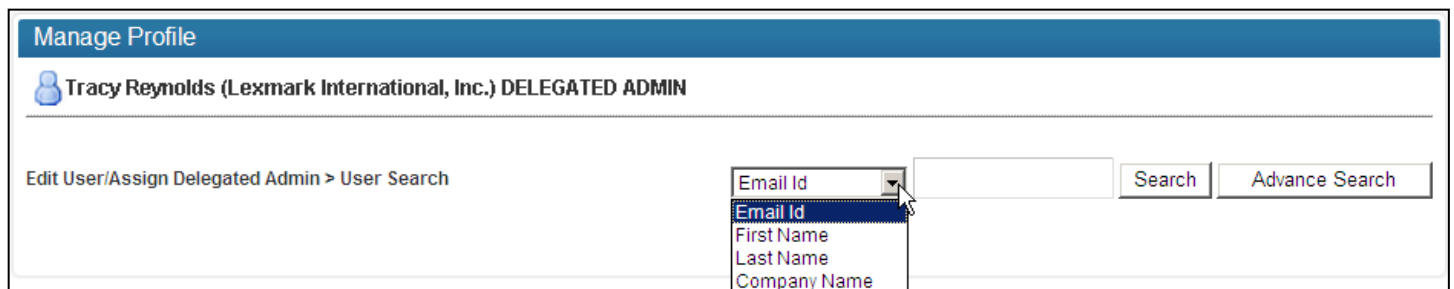 Manage Profile
Tracy Reynolds (Lexmark International, Inc.) DELEGATED ADMIN
Edit User/Assign Delegated Admin > User Search
Email Id
Search
Advance Search
Email Id
First Name
Last Name
Company Name